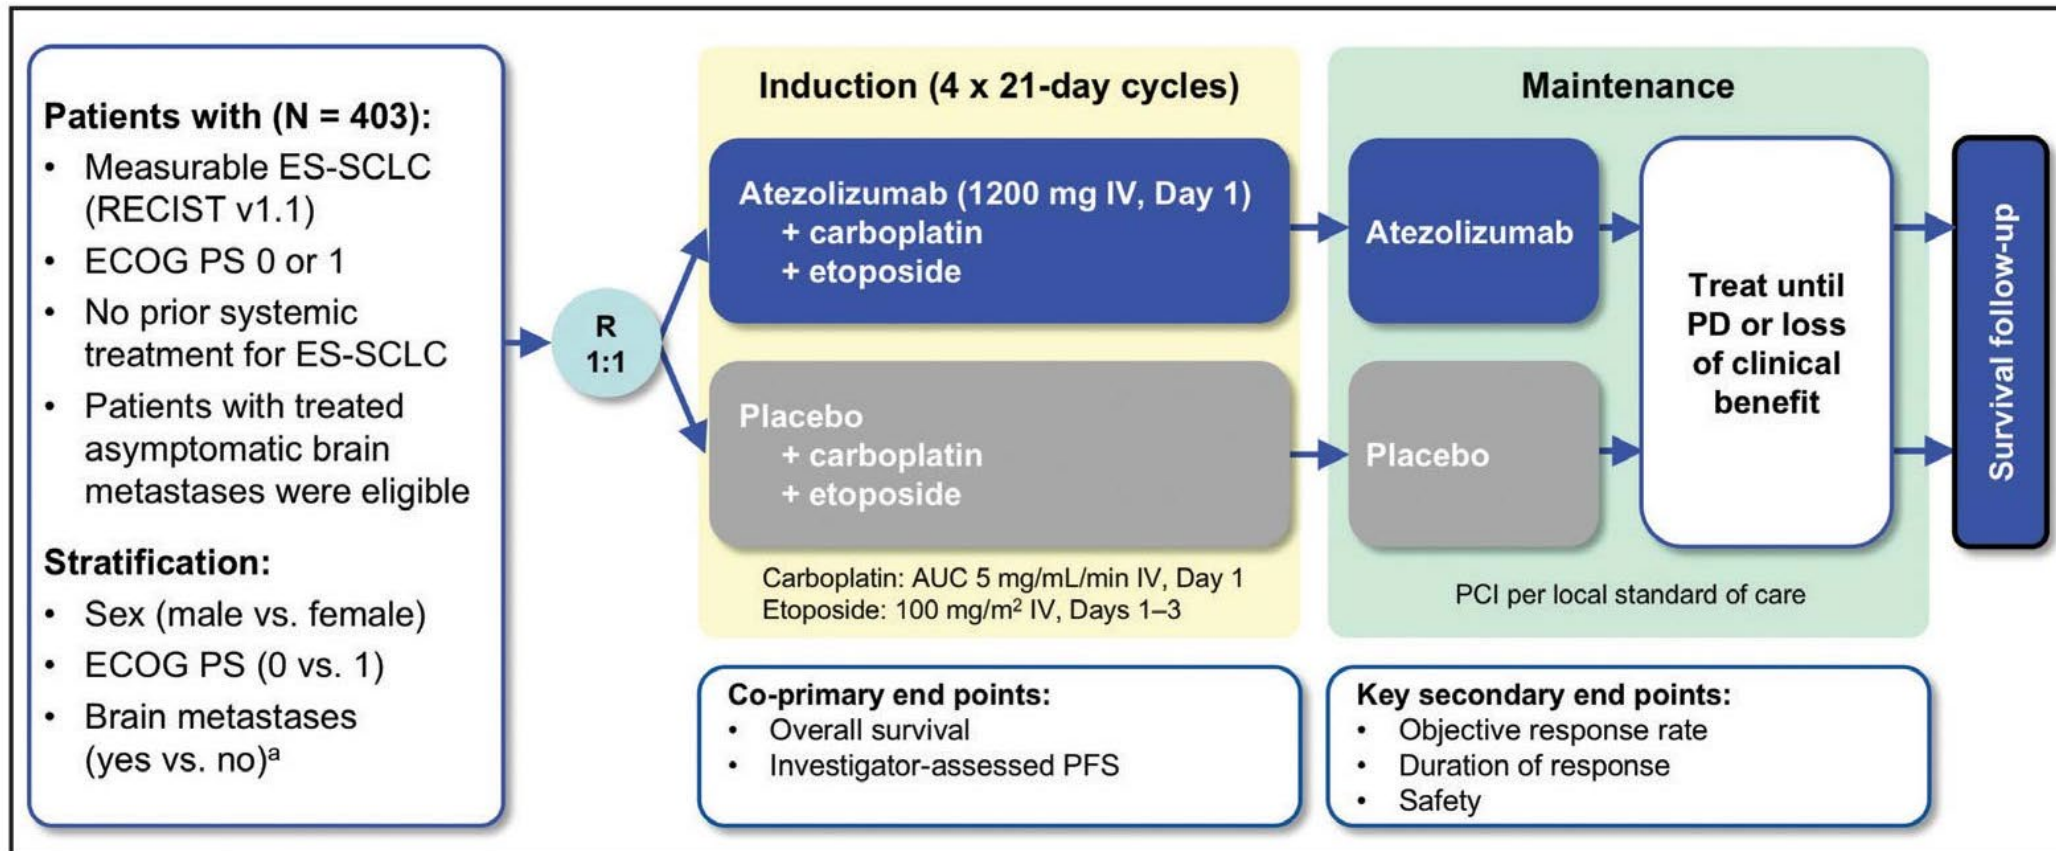 Patients with (N = 403):
• Measurable ES-SCLC
(RECIST v1.1)
• ECOG PS 0 or 1
• No prior systemic
treatment for ES-SCLC
• Patients with treated
asymptomatic brain
metastases were eligible
Stratification:
• Sex (male vs. female)
• ECOG PS (0 vs. 1)
• Brain metastases
(yes vs. no)ᵃ
R
1:1
Induction (4 x 21-day cycles)
Atezolizumab (1200 mg IV, Day 1)
+ carboplatin
+ etoposide
Placebo
+ carboplatin
+ etoposide
Carboplatin: AUC 5 mg/mL/min IV, Day 1
Etoposide: 100 mg/m² IV, Days 1–3
Maintenance
Atezolizumab
Placebo
Treat until
PD or loss
of clinical
benefit
PCI per local standard of care
Survival follow-up
Co-primary end points:
• Overall survival
• Investigator-assessed PFS
Key secondary end points:
• Objective response rate
• Duration of response
• Safety